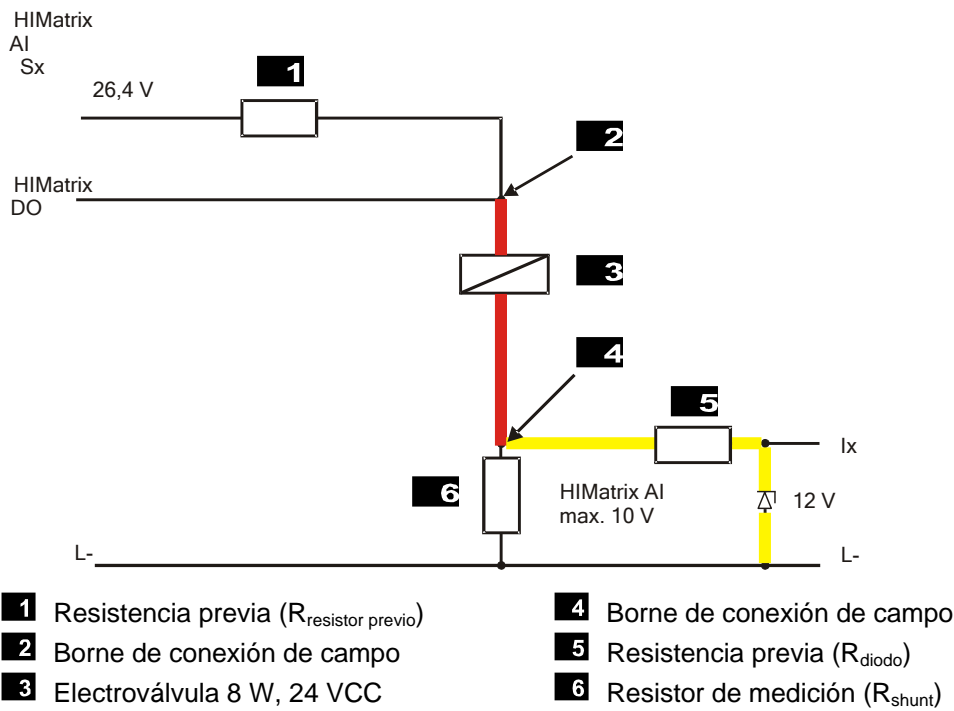 HIMatrix
AI
Sx
26,4 V
1
2
HIMatrix
DO
3
4
5
Ix
6
HIMatrix AI
max. 10 V
12 V
L-
L-
1 Resistencia previa (Rresistor previo)
2 Borne de conexión de campo
3 Electroválvula 8 W, 24 VCC
4 Borne de conexión de campo
5 Resistencia previa (Rdiodo)
6 Resistor de medición (Rshunt)